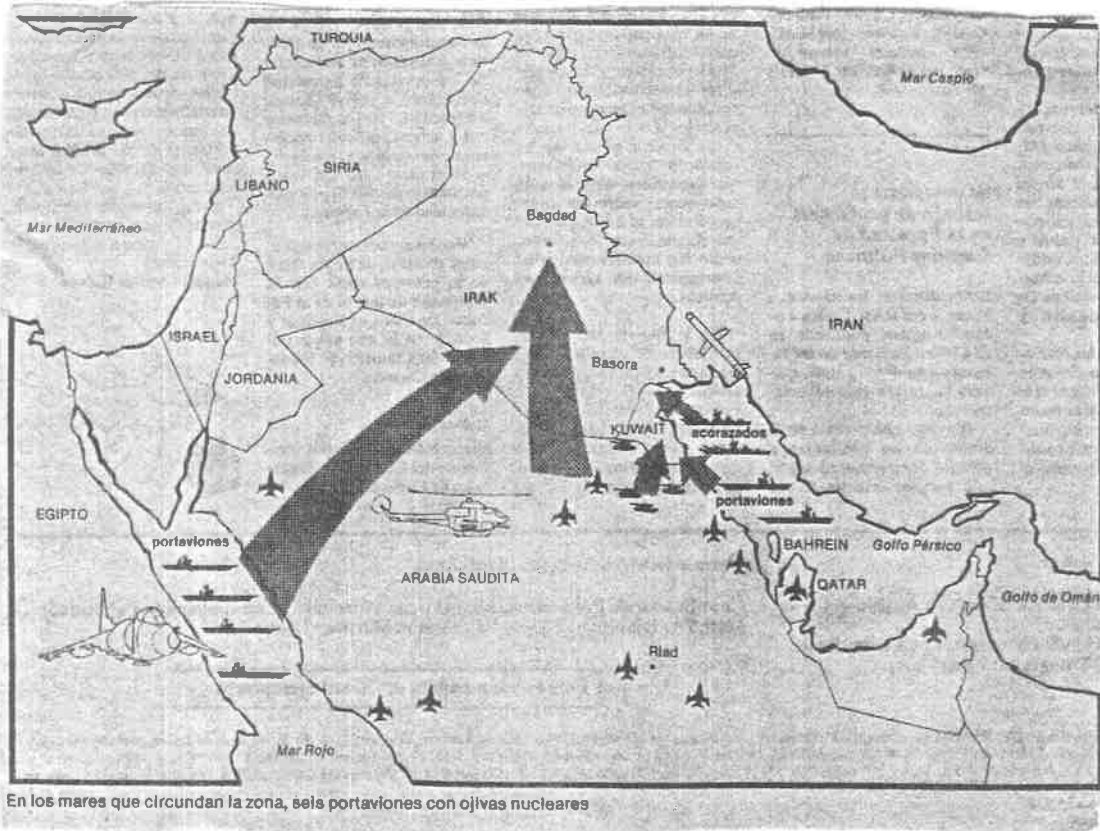 TURQUIA
Mar Caspio
SIRIA
LIBANO
Bagdad
Mar Mediterráneo
IRAK
IRAN
ISRAEL
Basora
JORDANIA
KUWAIT
acorazados
portaviones
EGIPTO
portaviones
BAHREIN
Golfo Pérsico
ARABIA SAUDITA
QATAR
Golfo de Omán
Riad
Mar Rojo
En los mares que circundan la zona, seis portaviones con ojivas nucleares